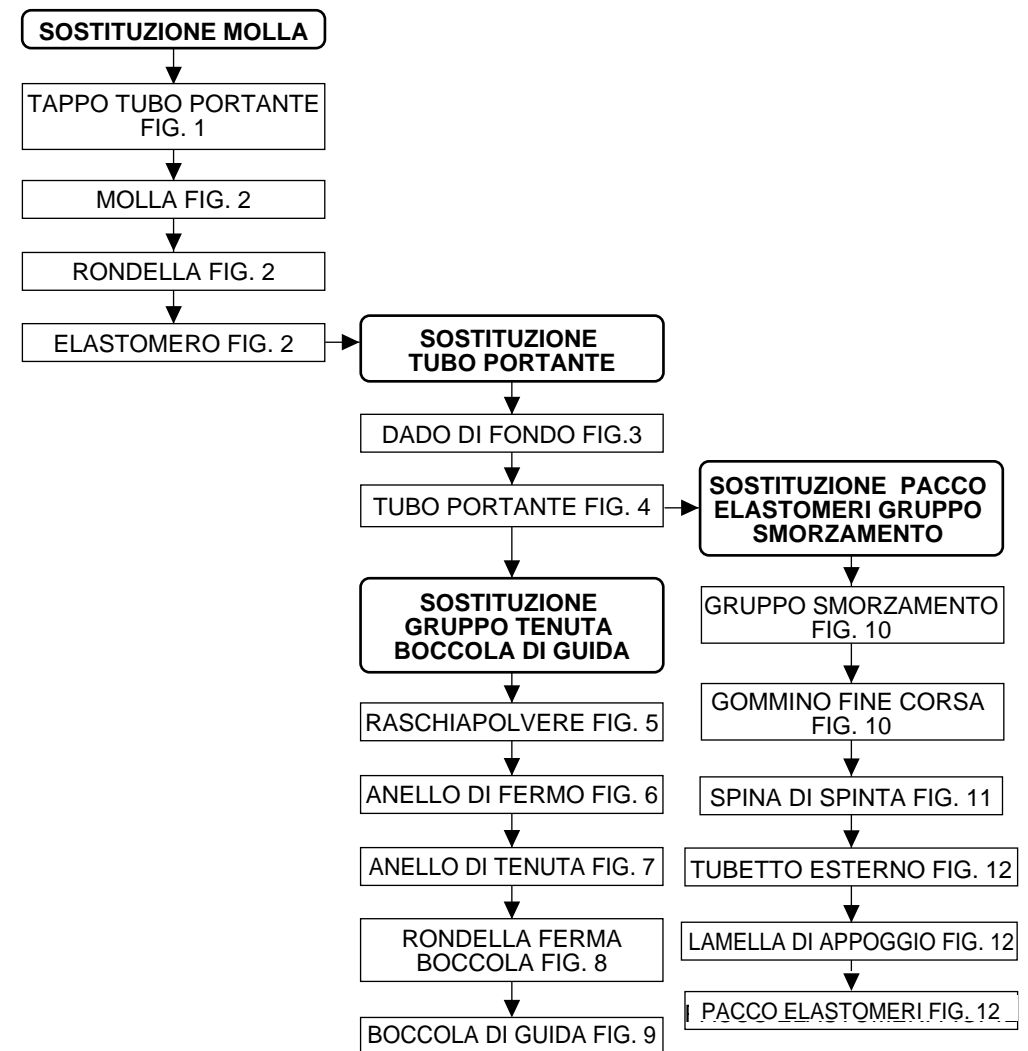 SOSTITUZIONE MOLLA
TAPPO TUBO PORTANTE
FIG. 1
MOLLA FIG. 2
RONDELLA FIG. 2
ELASTOMERO FIG. 2
SOSTITUZIONE
TUBO PORTANTE
DADO DI FONDO FIG.3
TUBO PORTANTE FIG. 4
SOSTITUZIONE
GRUPPO TENUTA
BOCCOLA DI GUIDA
RASCHIAPOLVERE FIG. 5
ANELLO DI FERMO FIG. 6
ANELLO DI TENUTA FIG. 7
RONDELLA FERMA
BOCCOLA FIG. 8
BOCCOLA DI GUIDA FIG. 9
SOSTITUZIONE PACCO
ELASTOMERI GRUPPO
SMORZAMENTO
GRUPPO SMORZAMENTO
FIG. 10
GOMMINO FINE CORSA
FIG. 10
SPINA DI SPINTA FIG. 11
TUBETTO ESTERNO FIG. 12
LAMELLA DI APPOGGIO FIG. 12
PACCO ELASTOMERI FIG. 12